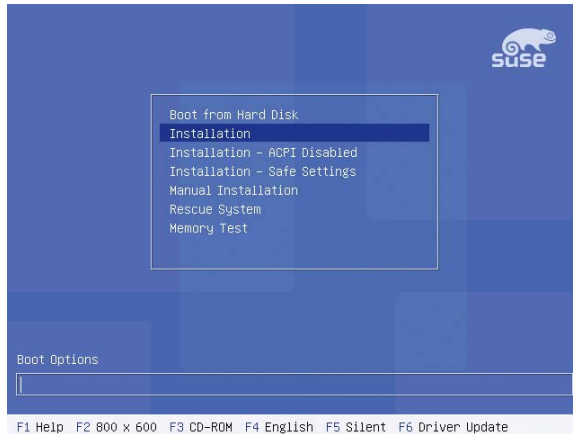 suse
Boot from Hard Disk
Installation
Installation - ACPI Disabled
Installation - Safe Settings
Manual Installation
Rescue System
Memory Test
Boot Options
F1 Help F2 800 x 600 F3 CD-ROM F4 English F5 Silent F6 Driver Update